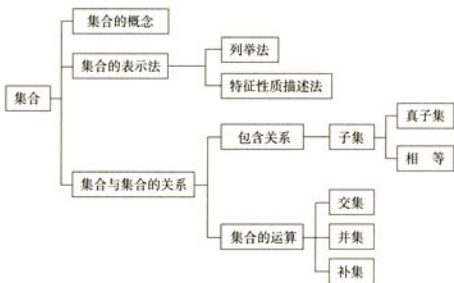 集合
集合的概念
集合的表示法
列举法
特征性质描述法
集合与集合的关系
包含关系
子集
真子集
相 等
集合的运算
交集
并集
补集